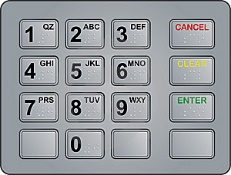 1 QZ 2 ABC 3 DEF CANCEL
4 GHI 5 JKL 6 MNO CLEAR
7 PRS 8 TUV 9 WXY ENTER
0